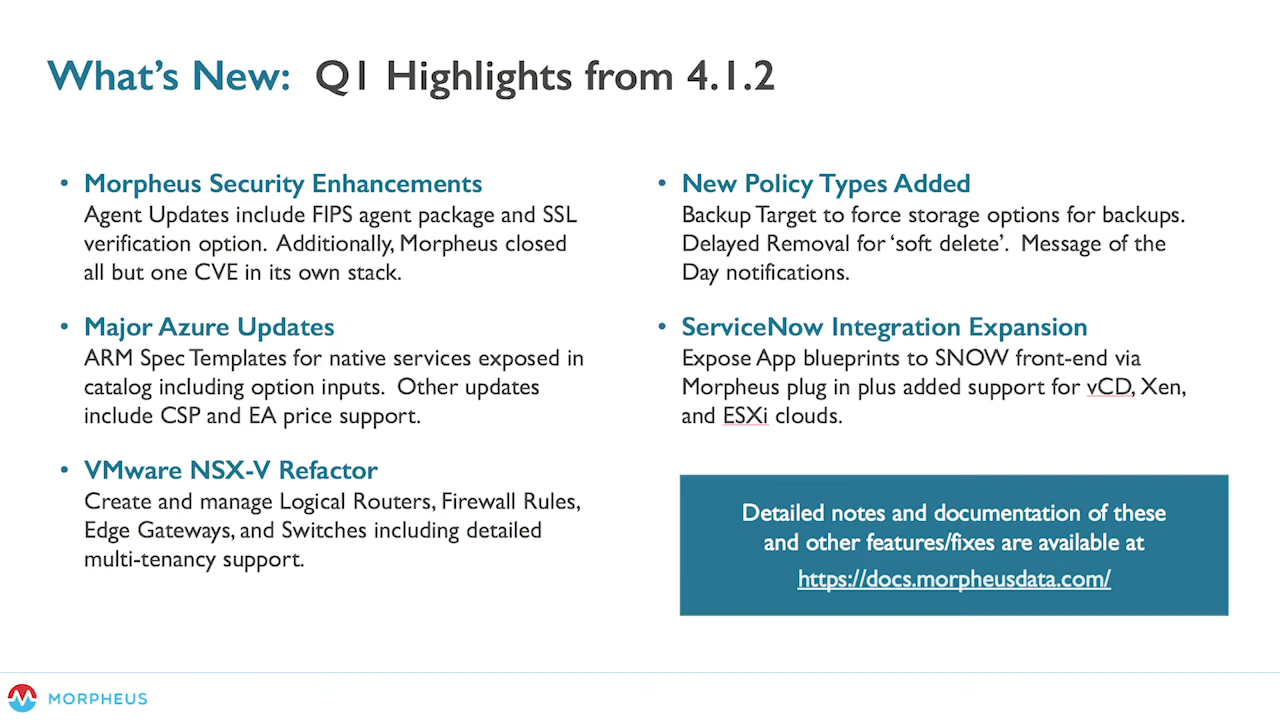 What's New: Q1 Highlights from 4.1.2
• Morpheus Security Enhancements
Agent Updates include FIPS agent package and SSL
verification option. Additionally, Morpheus closed
all but one CVE in its own stack.
• Major Azure Updates
ARM Spec Templates for native services exposed in
catalog including option inputs. Other updates
include CSP and EA price support.
• VMware NSX-V Refactor
Create and manage Logical Routers, Firewall Rules,
Edge Gateways, and Switches including detailed
multi-tenancy support.
• New Policy Types Added
Backup Target to force storage options for backups.
Delayed Removal for ‘soft delete’. Message of the
Day notifications.
• ServiceNow Integration Expansion
Expose App blueprints to SNOW front-end via
Morpheus plug in plus added support for vCD, Xen,
and ESXi clouds.
Detailed notes and documentation of these
and other features/fixes are available at
https://docs.morpheusdata.com/
MORPHEUS